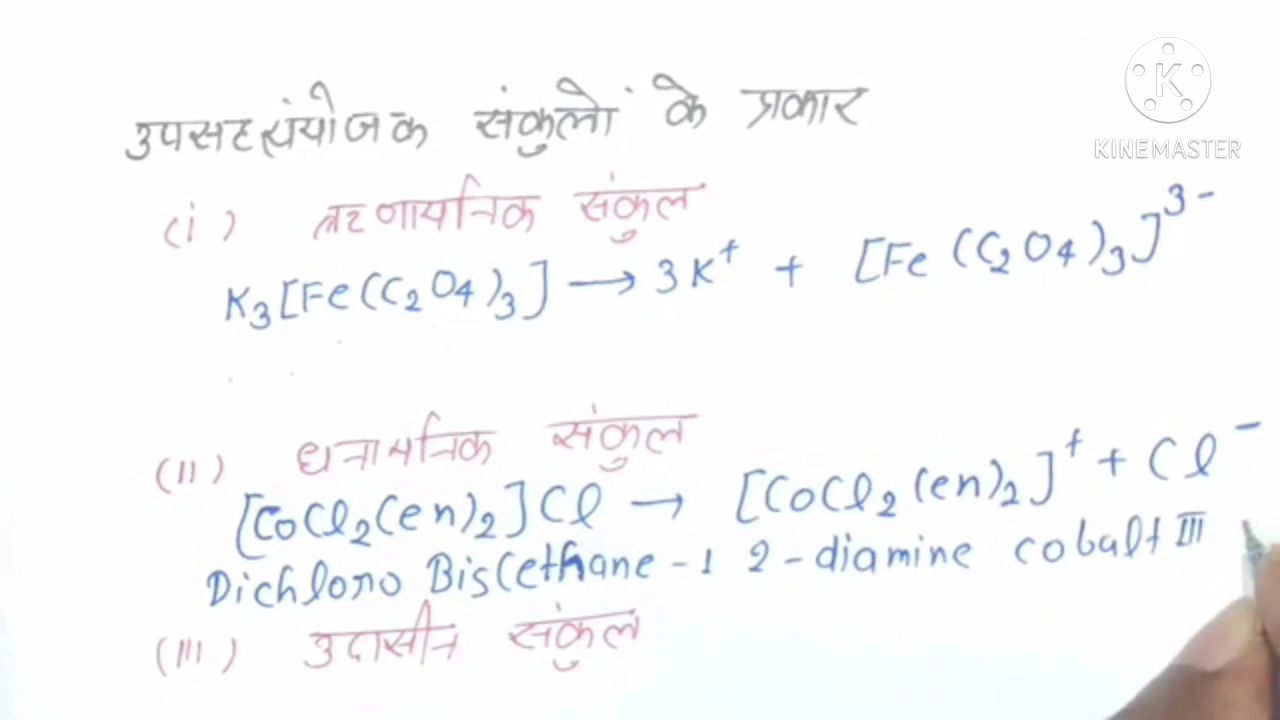 उपसहसंयोजक संकुलों के प्रकार
(i) ऋणायनिक संकुल
K₃[Fe(C₂O₄)₃] → 3K⁺ + [Fe(C₂O₄)₃]³⁻
(II) धनायनिक संकुल
[CoCl₂(en)₂]Cl → [CoCl₂(en)₂]⁺ + Cl⁻
Dichloro Bis(ethane-1 2-diamine cobalt III
(III) उदासीन संकुल
K
KINEMASTER